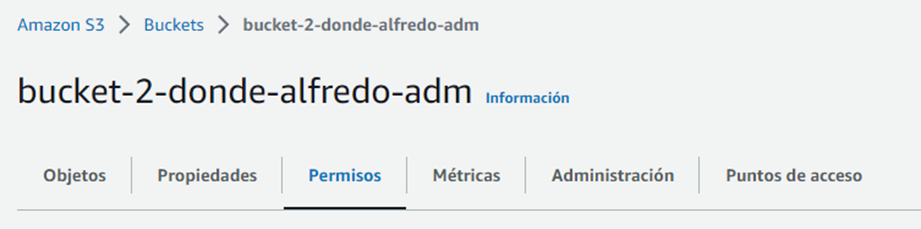 Amazon S3 > Buckets > bucket-2-donde-alfredo-adm
bucket-2-donde-alfredo-adm Información
Objetos Propiedades Permisos Métricas Administración Puntos de acceso